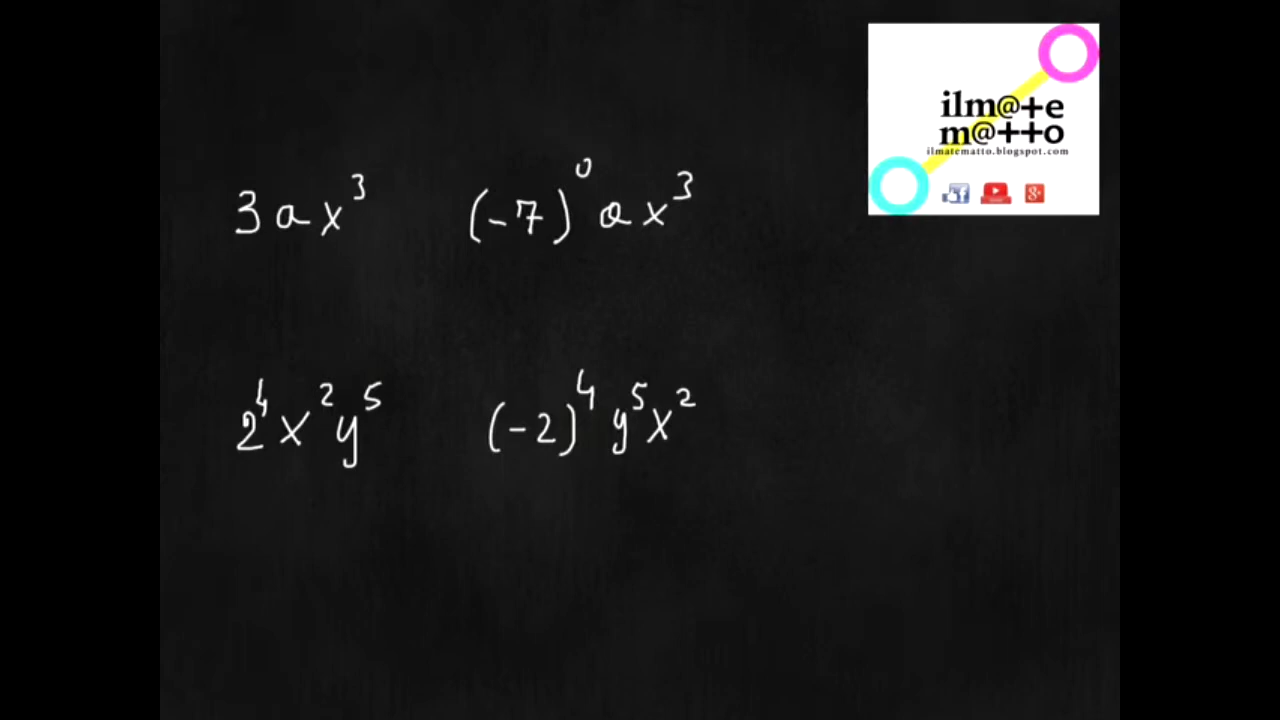 ilm@+e
m@++o
ilmatematto.blogspot.com
3ax³ (-7)⁰ax³
2⁴x²y⁵ (-2)⁴y⁵x²